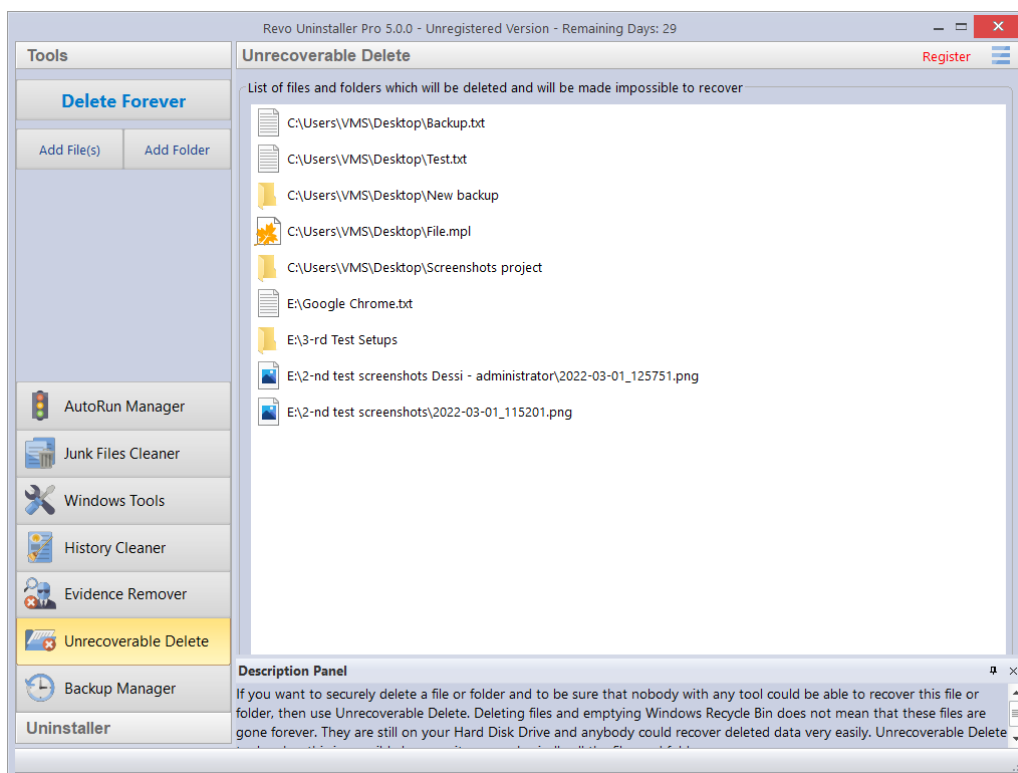 Revo Uninstaller Pro 5.0.0 - Unregistered Version - Remaining Days: 29
Tools
Unrecoverable Delete
Register
Delete Forever
Add File(s)
Add Folder
List of files and folders which will be deleted and will be made impossible to recover
C:\Users\VMS\Desktop\Backup.txt
C:\Users\VMS\Desktop\Test.txt
C:\Users\VMS\Desktop\New backup
C:\Users\VMS\Desktop\File.mpl
C:\Users\VMS\Desktop\Screenshots project
E:\Google Chrome.txt
E:\3-rd Test Setups
E:\2-nd test screenshots Dessi - administrator\2022-03-01_125751.png
E:\2-nd test screenshots\2022-03-01_115201.png
AutoRun Manager
Junk Files Cleaner
Windows Tools
History Cleaner
Evidence Remover
Unrecoverable Delete
Backup Manager
Uninstaller
Description Panel
If you want to securely delete a file or folder and to be sure that nobody with any tool could be able to recover this file or
folder, then use Unrecoverable Delete. Deleting files and emptying Windows Recycle Bin does not mean that these files are
gone forever. They are still on your Hard Disk Drive and anybody could recover deleted data very easily. Unrecoverable Delete